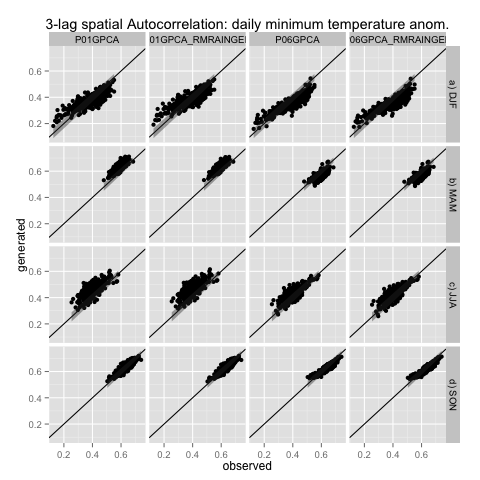 3-lag spatial Autocorrelation: daily minimum temperature anom.
P01GPCA 01GPCA_RMRAINGE P06GPCA 06GPCA_RMRAINGE
0.6
0.4
0.2
a) DJF
0.6
0.4
0.2
b) MAM
generated
0.6
0.4
0.2
c) JJA
0.6
0.4
0.2
d) SON
0.2 0.4 0.6 0.2 0.4 0.6 0.2 0.4 0.6 0.2 0.4 0.6
observed